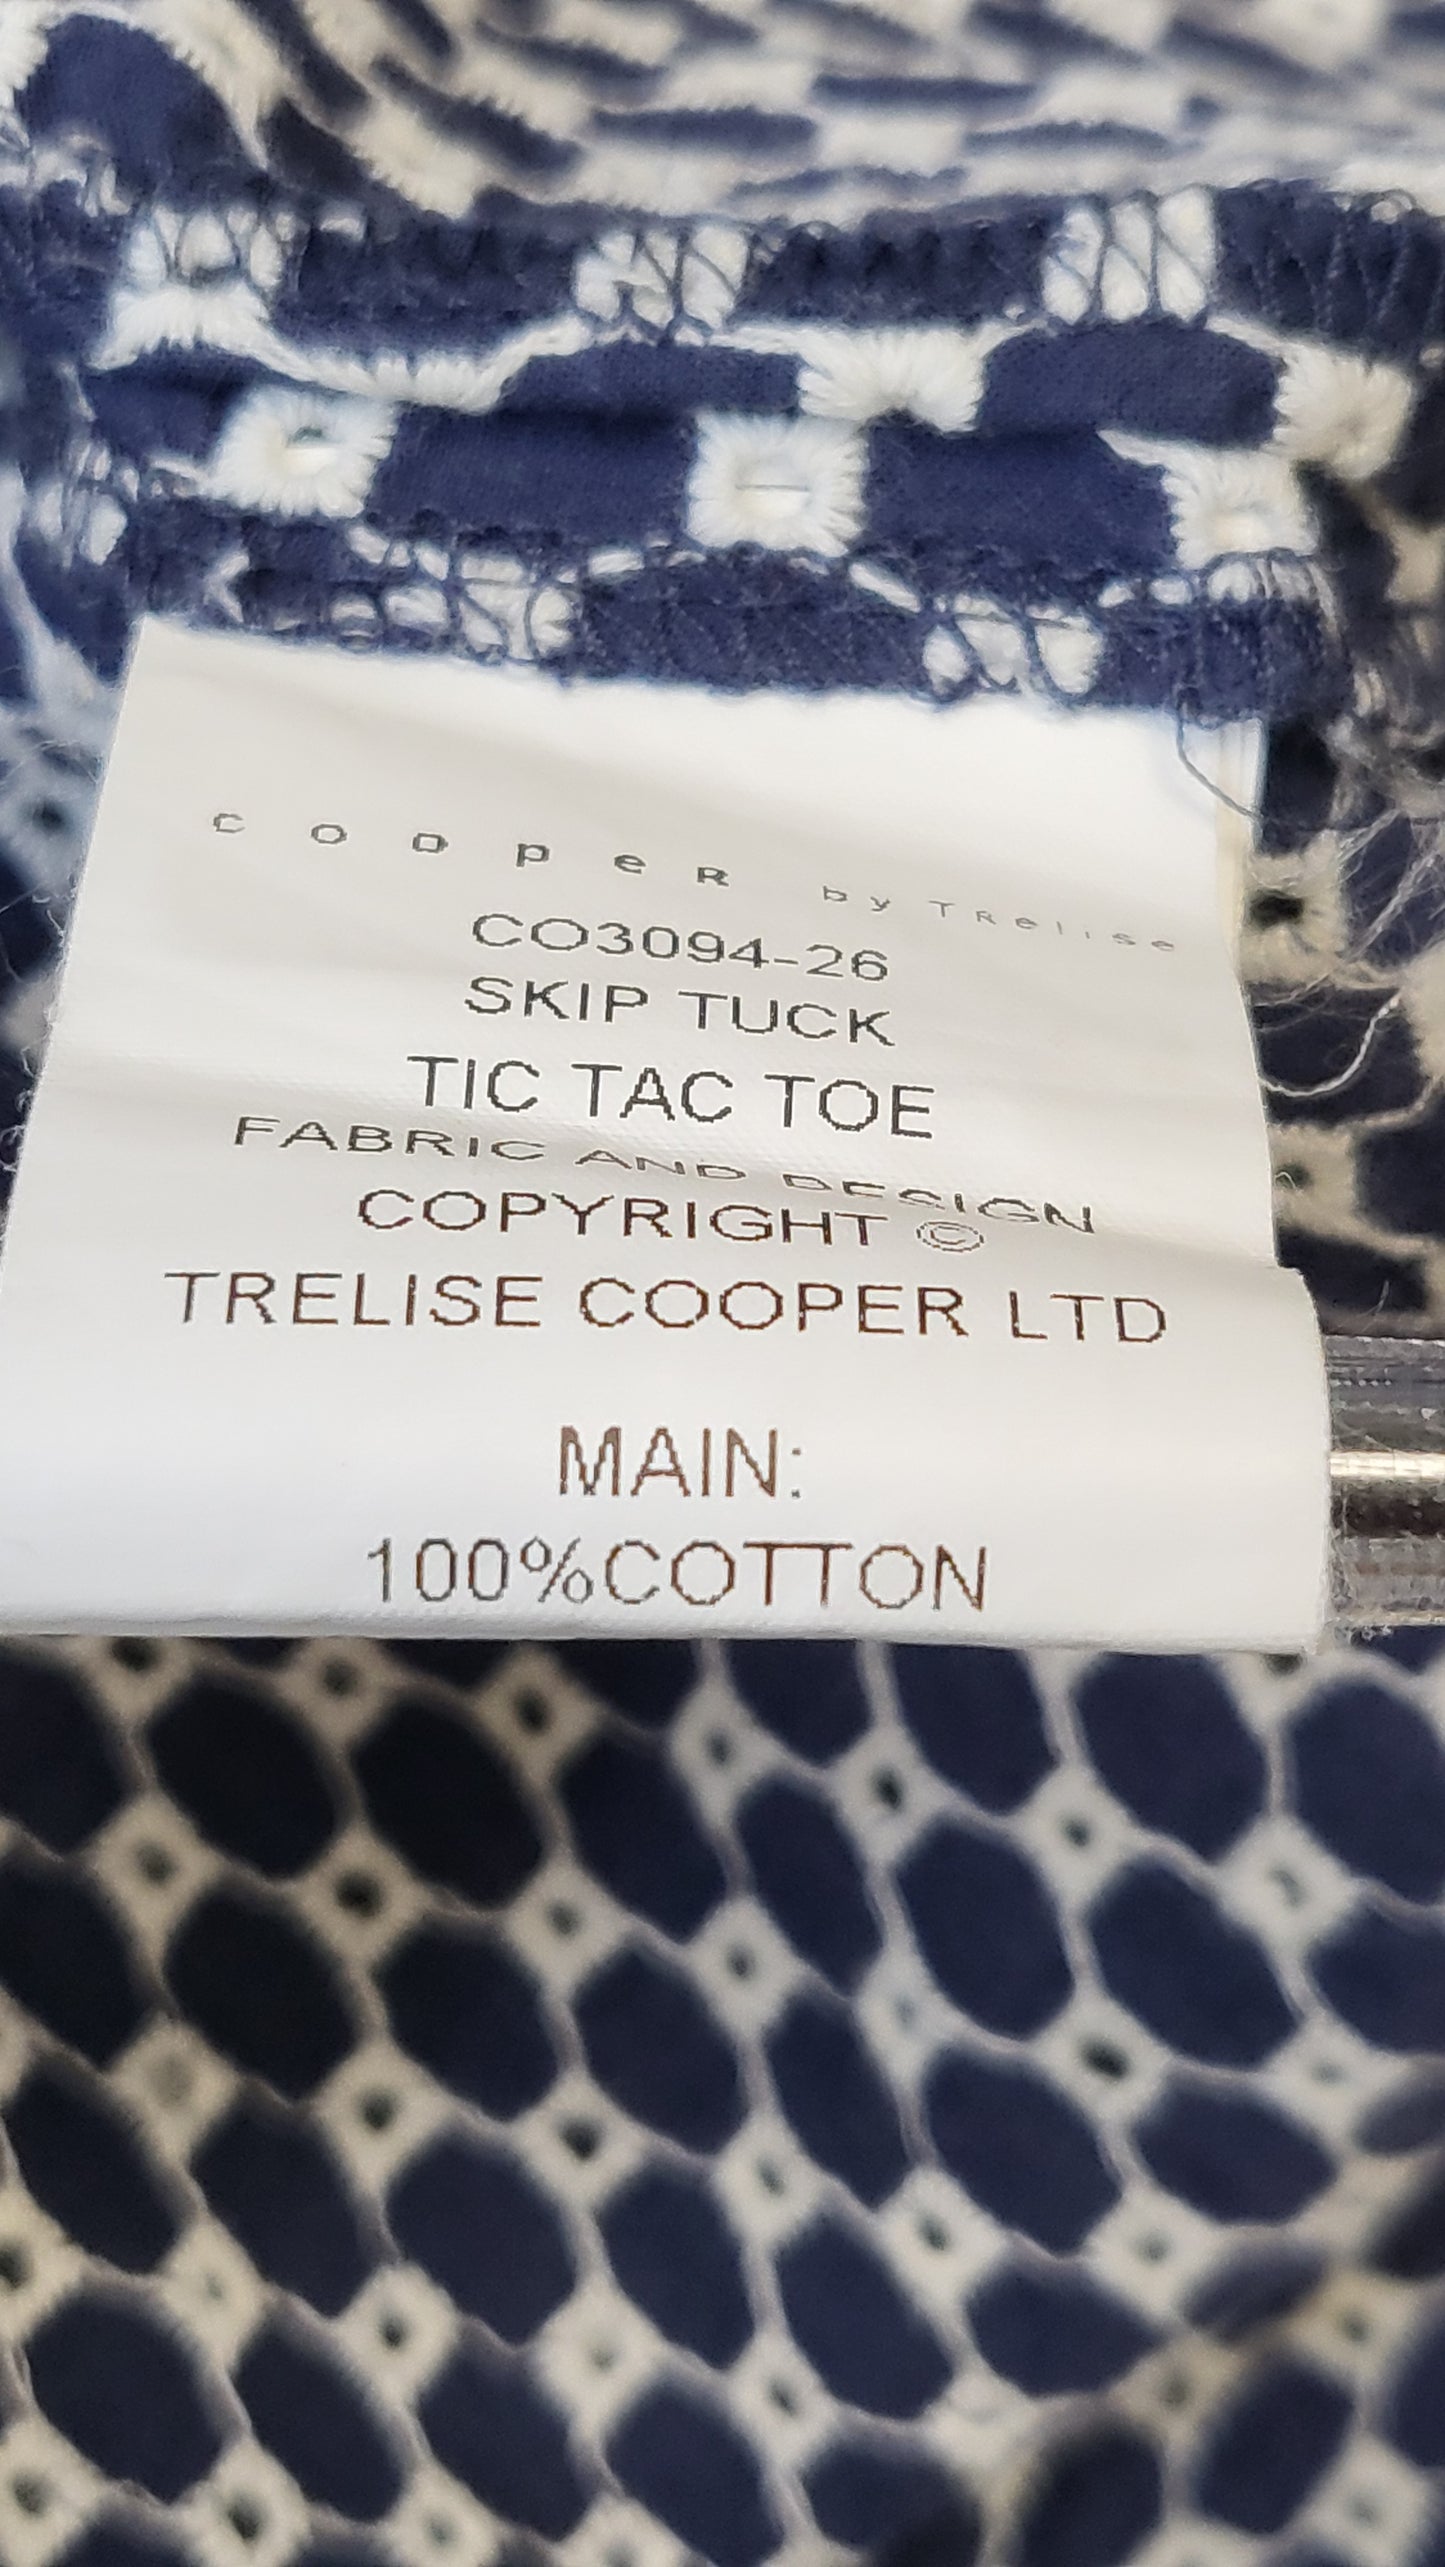 coopeR by TRelise
CO3094-26
SKIP TUCK
TIC TAC TOE
FABRIC AND DESIGN
COPYRIGHT ©
TRELISE COOPER LTD
MAIN:
100%COTTON